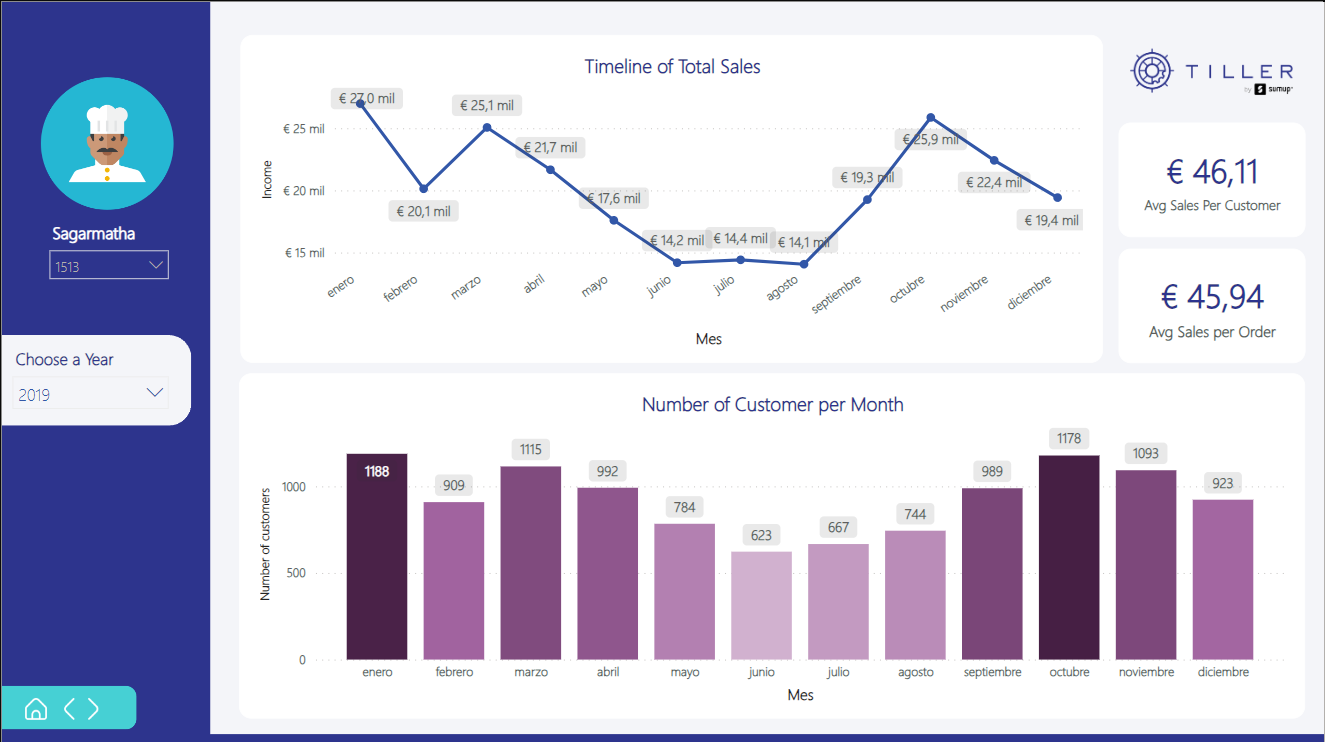 Sagarmatha
1513
Choose a Year
2019
Timeline of Total Sales
Income
€ 25 mil
€ 20 mil
€ 15 mil
€ 27,0 mil
€ 20,1 mil
€ 25,1 mil
€ 21,7 mil
€ 17,6 mil
€ 14,2 mil
€ 14,4 mil
€ 14,1 mil
€ 19,3 mil
€ 25,9 mil
€ 22,4 mil
€ 19,4 mil
enero
febrero
marzo
abril
mayo
junio
julio
agosto
septiembre
octubre
noviembre
diciembre
Mes
TILLER
by sumup
€ 46,11
Avg Sales Per Customer
€ 45,94
Avg Sales per Order
Number of Customer per Month
Number of customers
1000
500
0
1188
909
1115
992
784
623
667
744
989
1178
1093
923
enero
febrero
marzo
abril
mayo
junio
julio
agosto
septiembre
octubre
noviembre
diciembre
Mes